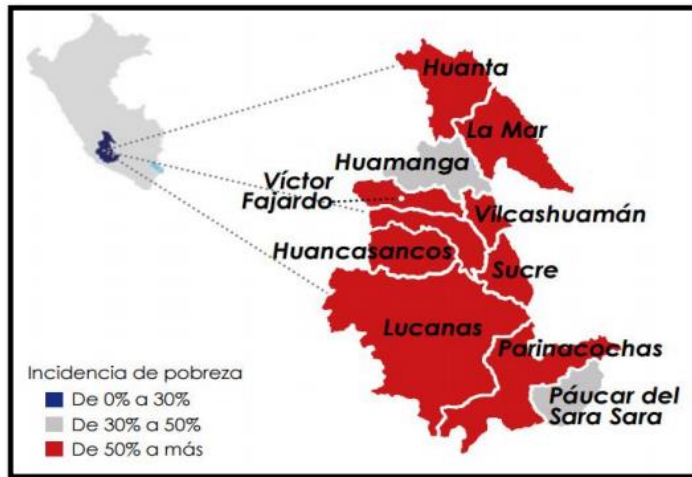 Huanta
La Mar
Huamanga
Víctor
Fajardo
Vilcashuamán
Huancasancos
Sucre
Lucanas
Parinacochas
Páucar del
Sara Sara
Incidencia de pobreza
De 0% a 30%
De 30% a 50%
De 50% a más